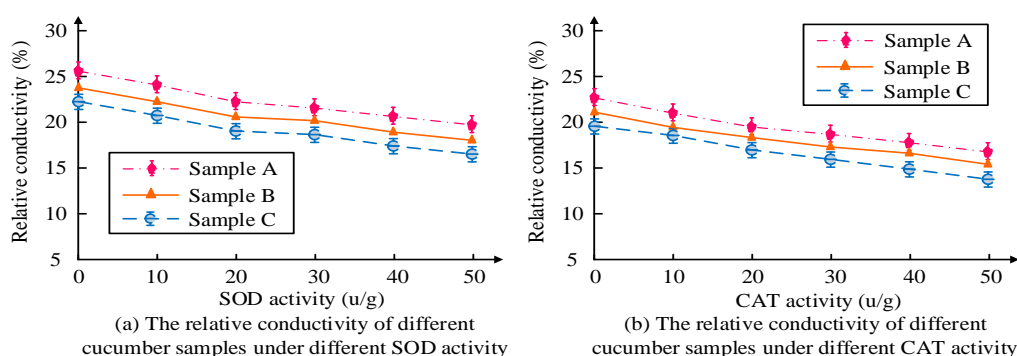 Relative conductivity (%)
30
25
20
15
10
5
Sample A
Sample B
Sample C
0 10 20 30 40 50
SOD activity (u/g)
(a) The relative conductivity of different
cucumber samples under different SOD activity
Relative conductivity (%)
30
25
20
15
10
5
Sample A
Sample B
Sample C
0 10 20 30 40 50
CAT activity (u/g)
(b) The relative conductivity of different
cucumber samples under different CAT activity